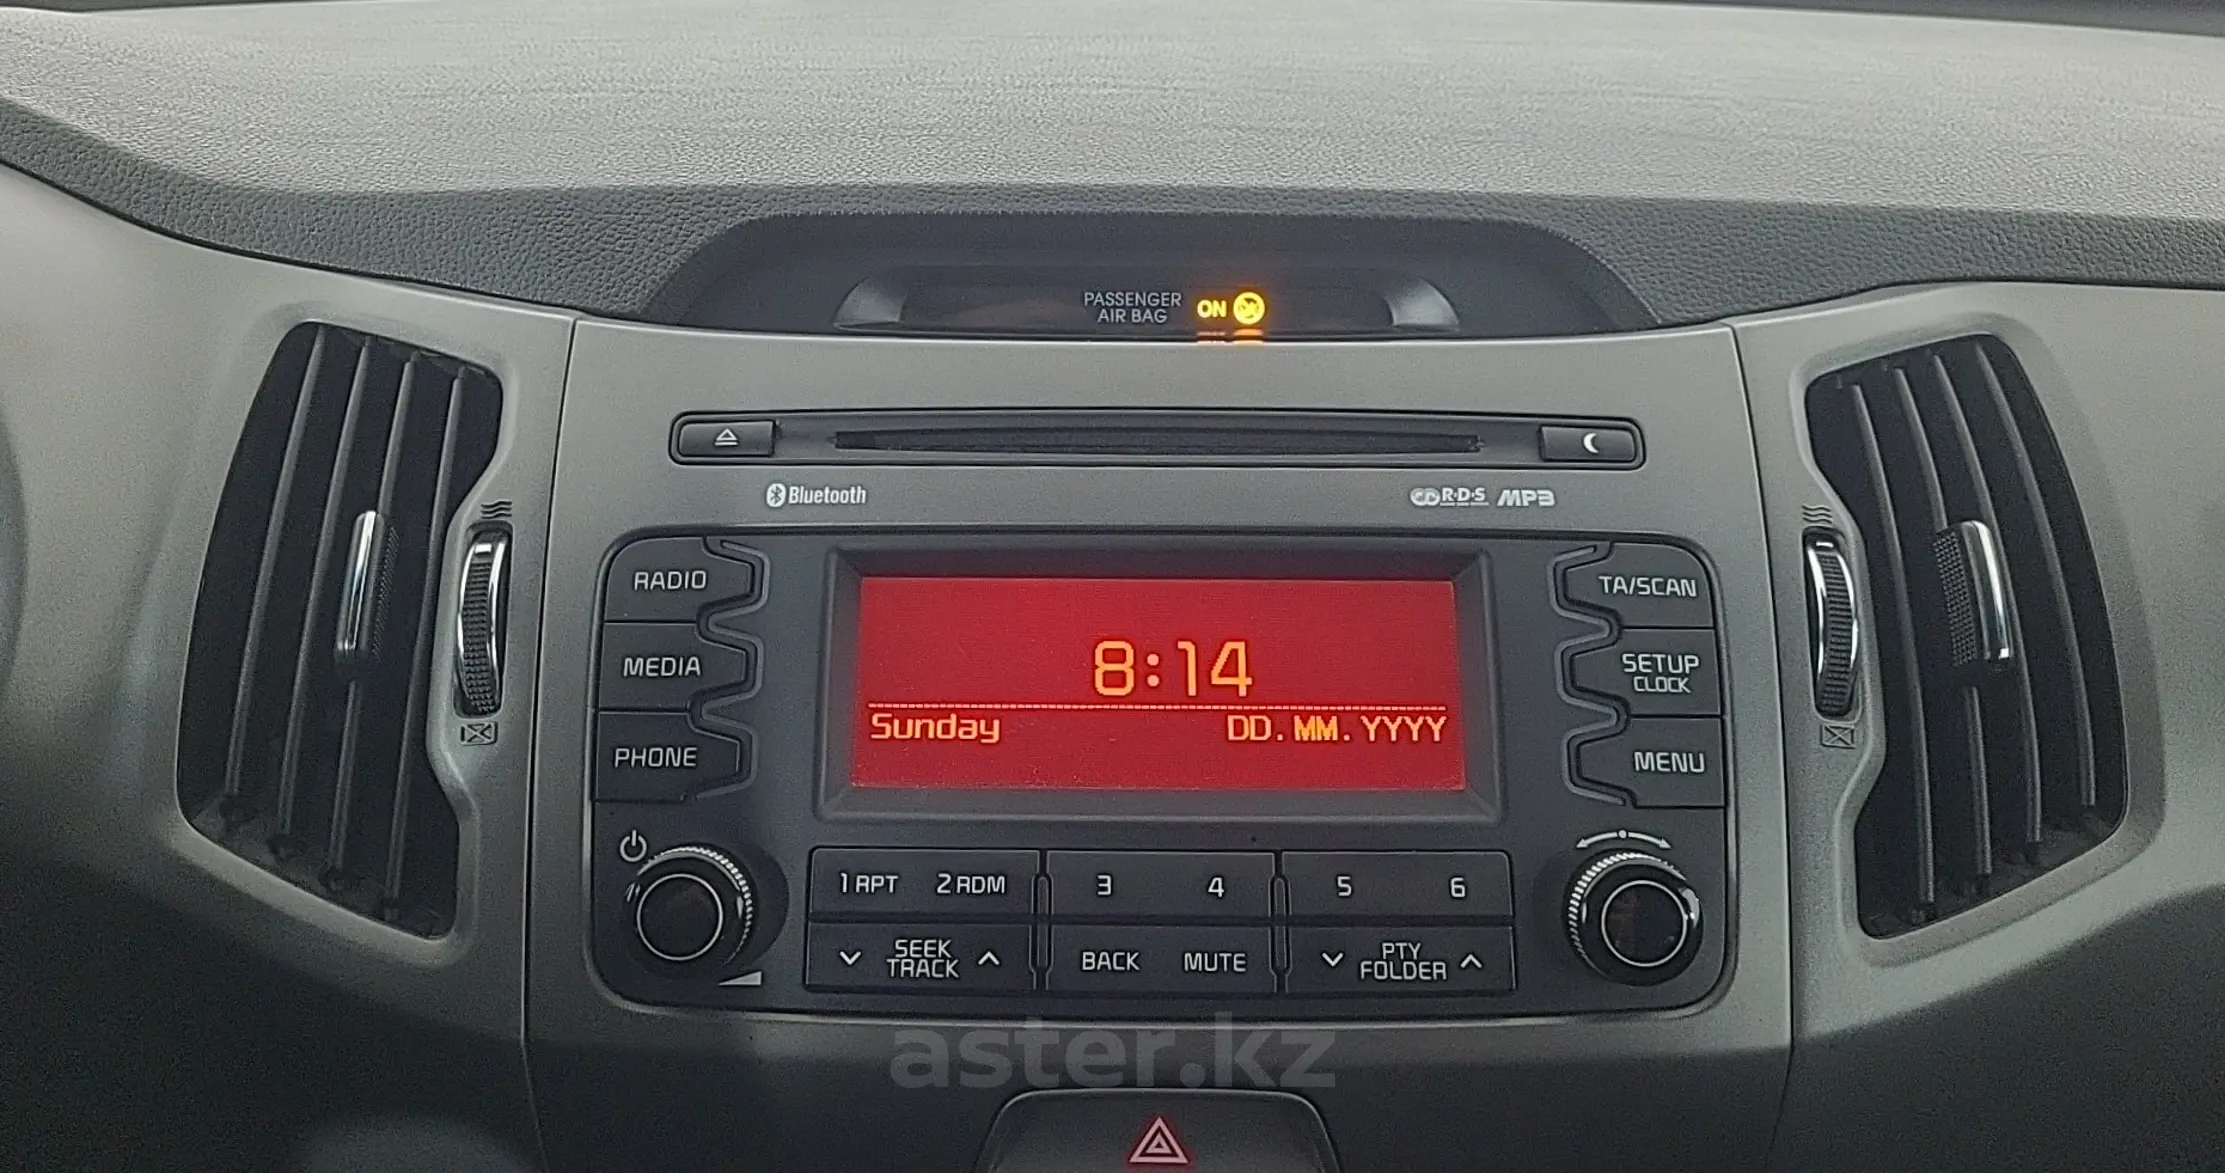 PASSENGER
AIR BAG
ON
Bluetooth
R·D·S MP3
RADIO
TA/SCAN
MEDIA
SETUP
CLOCK
PHONE
MENU
8:14
Sunday DD.MM.YYYY
1 RPT 2 RDM 3 4 5 6
SEEK
TRACK
BACK MUTE
PTY
FOLDER
aster.kz